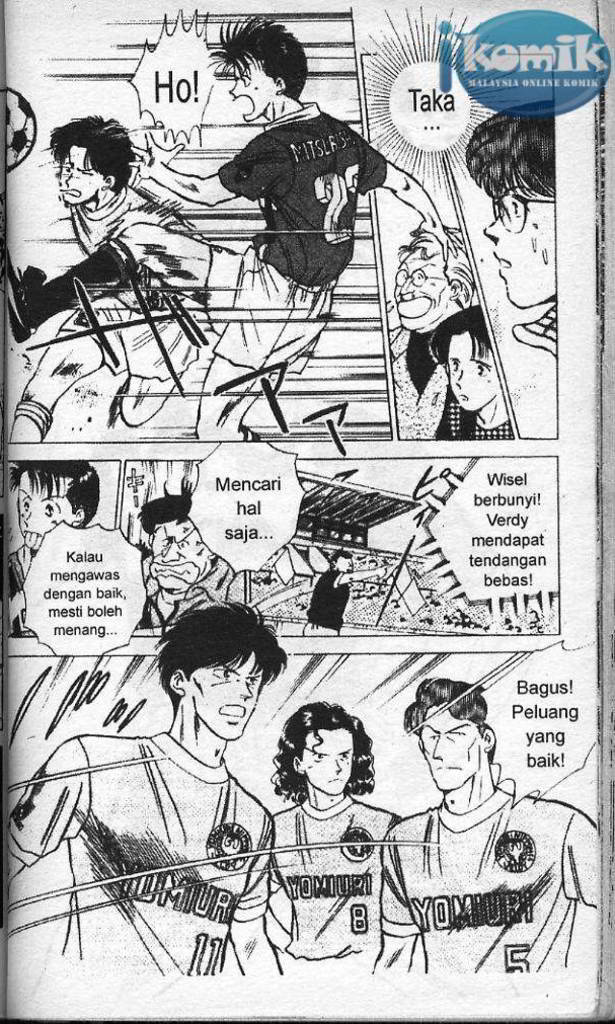 ikomik
MALAYSIA ONLINE KOMIK
Ho!
Taka
...
Kalau
mengawas
dengan baik,
mesti boleh
menang...
Mencari
hal
saja...
Wisel
berbunyi!
Verdy
mendapat
tendangan
bebas!
Bagus!
Peluang
yang
baik!
YOMIURI
11
YOMIURI
8
YOMIURI
5